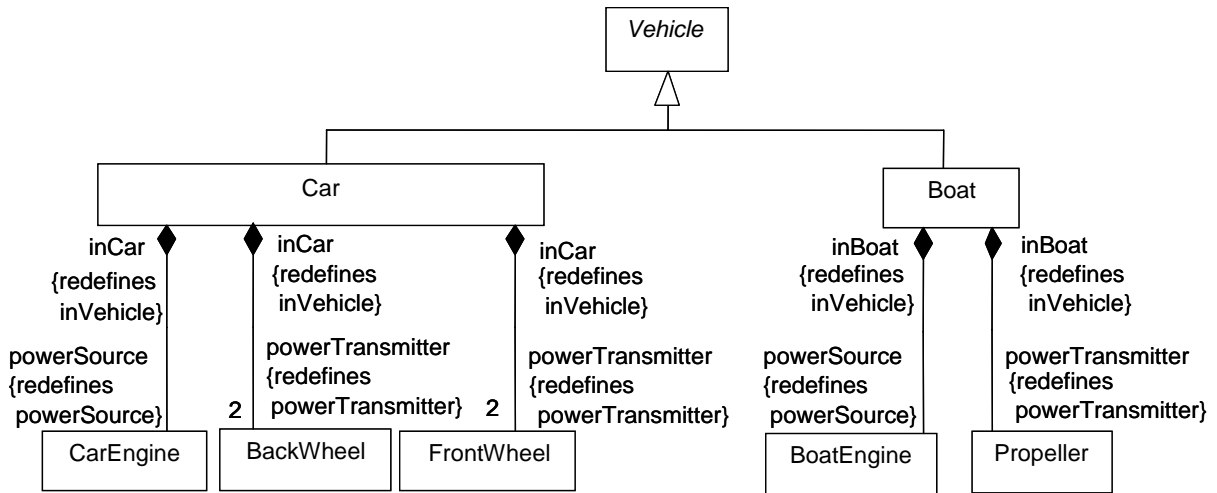 Vehicle
Car
Boat
inCar
{redefines
inVehicle}
inCar
{redefines
inVehicle}
inCar
{redefines
inVehicle}
inBoat
{redefines
inVehicle}
inBoat
{redefines
inVehicle}
powerSource
{redefines
powerSource}
powerTransmitter
{redefines
powerTransmitter}
2
powerTransmitter
{redefines
powerTransmitter}
2
powerSource
{redefines
powerSource}
powerTransmitter
{redefines
powerTransmitter}
CarEngine
BackWheel
FrontWheel
BoatEngine
Propeller